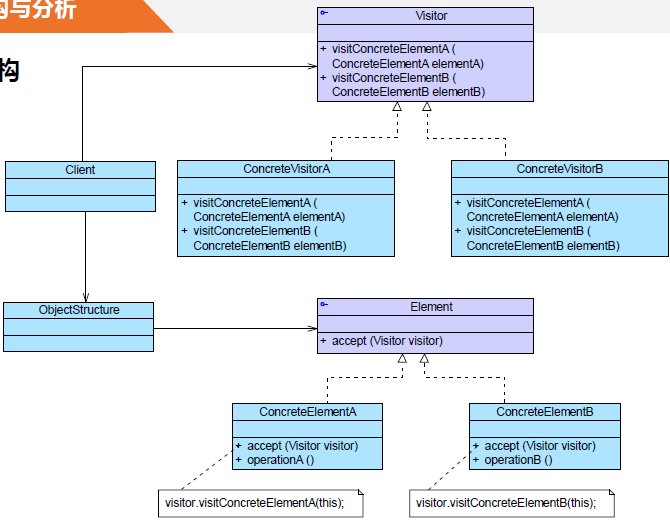 构与分析
构
Visitor
+ visitConcreteElementA (
ConcreteElementA elementA)
+ visitConcreteElementB (
ConcreteElementB elementB)
Client
ConcreteVisitorA
+ visitConcreteElementA (
ConcreteElementA elementA)
+ visitConcreteElementB (
ConcreteElementB elementB)
ConcreteVisitorB
+ visitConcreteElementA (
ConcreteElementA elementA)
+ visitConcreteElementB (
ConcreteElementB elementB)
ObjectStructure
Element
+ accept (Visitor visitor)
ConcreteElementA
+ accept (Visitor visitor)
+ operationA ()
ConcreteElementB
+ accept (Visitor visitor)
+ operationB ()
visitor.visitConcreteElementA(this);
visitor.visitConcreteElementB(this);